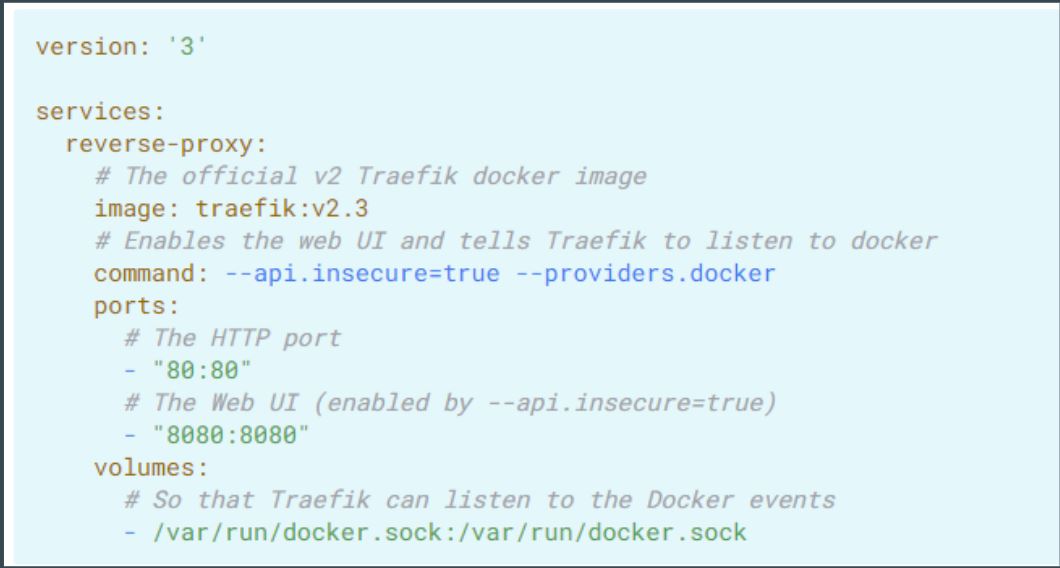 version: '3'

services:
  reverse-proxy:
    # The official v2 Traefik docker image
    image: traefik:v2.3
    # Enables the web UI and tells Traefik to listen to docker
    command: --api.insecure=true --providers.docker
    ports:
      # The HTTP port
      - "80:80"
      # The Web UI (enabled by --api.insecure=true)
      - "8080:8080"
    volumes:
      # So that Traefik can listen to the Docker events
      - /var/run/docker.sock:/var/run/docker.sock